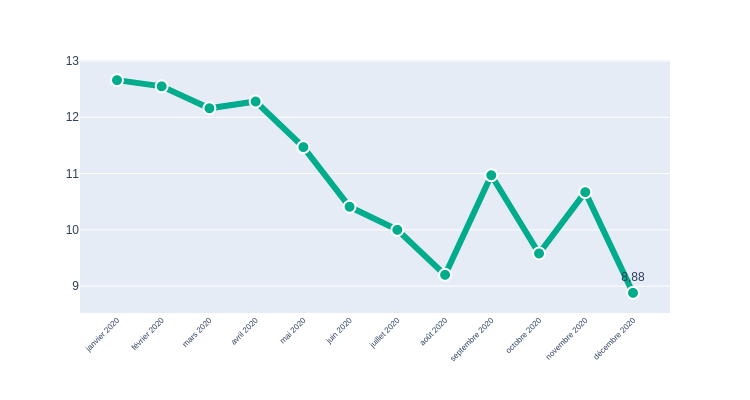 13
12
11
10
9
8.88
janvier 2020
février 2020
mars 2020
avril 2020
mai 2020
juin 2020
juillet 2020
août 2020
septembre 2020
octobre 2020
novembre 2020
décembre 2020